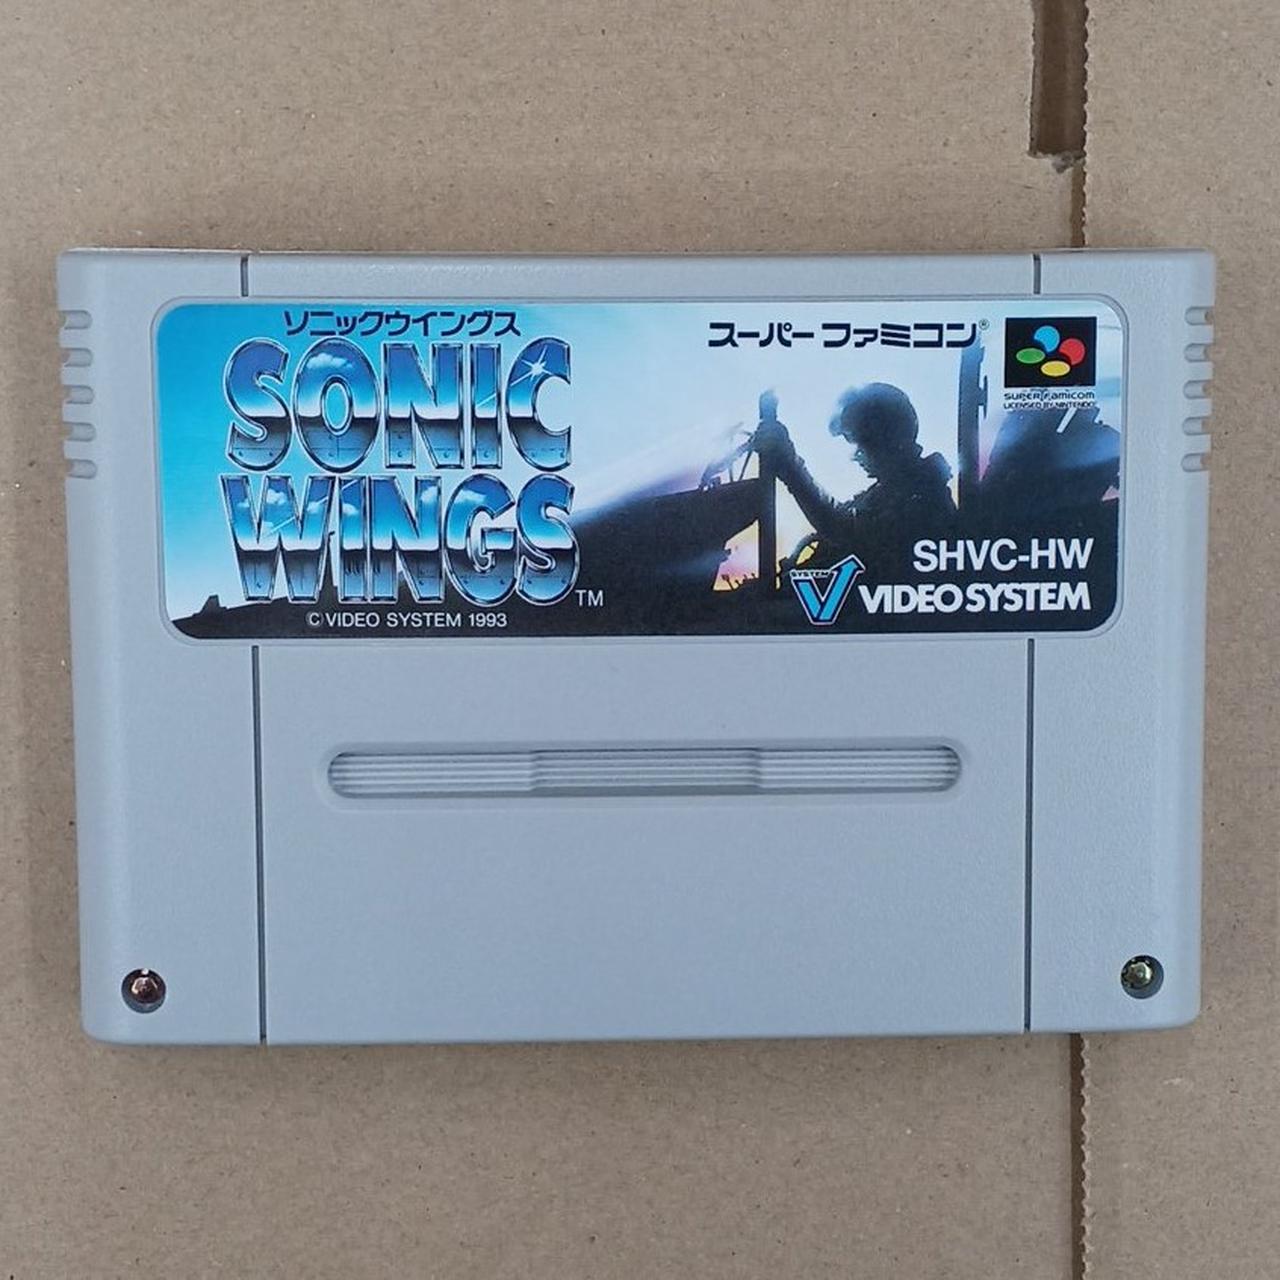 ソニックウイングス
SONIC
WINGS
TM
© VIDEO SYSTEM 1993
スーパー ファミコン®
SUPER Famicom
LICENSED BY NINTENDO
SHVC-HW
SYSTEM
V
VIDEO SYSTEM